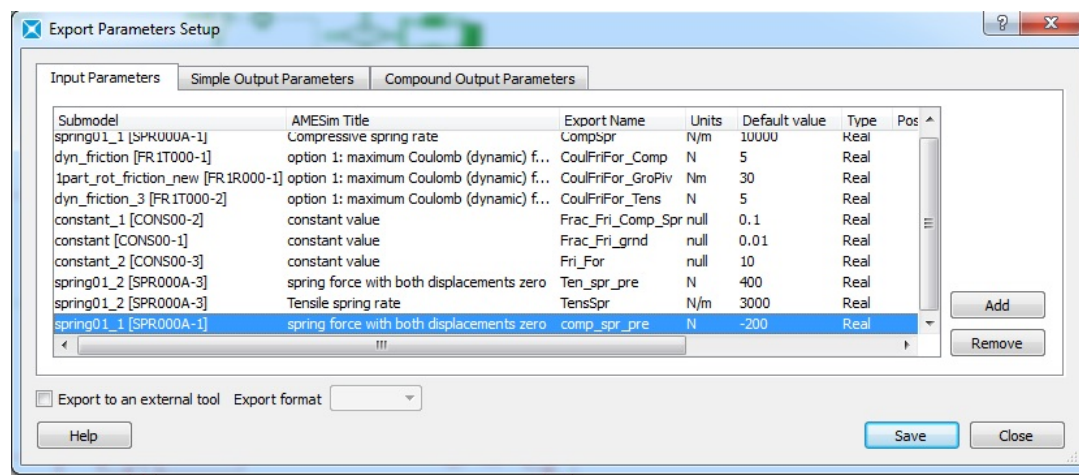 Export Parameters Setup
Input Parameters Simple Output Parameters Compound Output Parameters
Submodel AMESim Title Export Name Units Default value Type Pos
spring01_1 [SPR000A-1] Compressive spring rate CompSpr N/m 10000 Real
dyn_friction [FR1T000-1] option 1: maximum Coulomb (dynamic) f... CoulFriFor_Comp N 5 Real
1part_rot_friction_new [FR1R000-1] option 1: maximum Coulomb (dynamic) f... CoulFriFor_GroPiv Nm 30 Real
dyn_friction_3 [FR1T000-2] option 1: maximum Coulomb (dynamic) f... CoulFriFor_Tens N 5 Real
constant_1 [CONS00-2] constant value Frac_Fri_Comp_Spr null 0.1 Real
constant [CONS00-1] constant value Frac_Fri_grnd null 0.01 Real
constant_2 [CONS00-3] constant value Fri_For null 10 Real
spring01_2 [SPR000A-3] spring force with both displacements zero Ten_spr_pre N 400 Real
spring01_2 [SPR000A-3] Tensile spring rate TensSpr N/m 3000 Real
spring01_1 [SPR000A-1] spring force with both displacements zero comp_spr_pre N -200 Real
Add
Remove
Export to an external tool Export format
Help Save Close